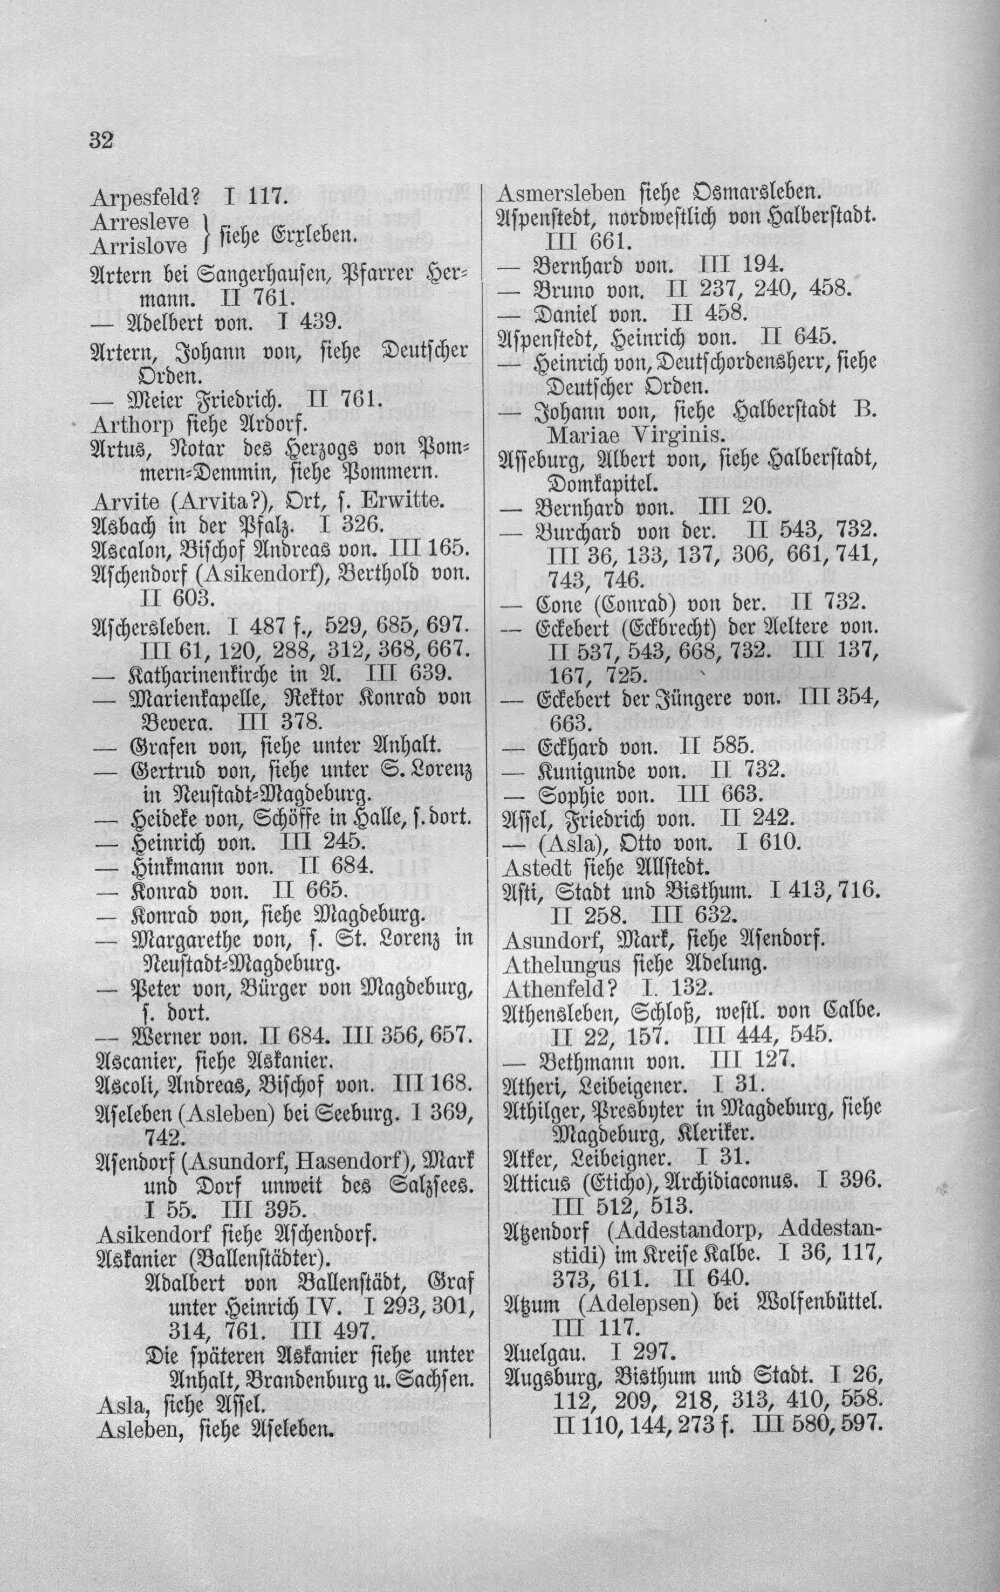 32
Arpesfeld? I 117.
Arresleve
Arrislove } siehe Erxleben.
Artern bei Sangerhausen, Pfarrer Her-
mann. II 761.
— Adelbert von. I 439.
Artern, Johann von, siehe Deutscher
Orden.
— Meier Friedrich. II 761.
Arthorp siehe Ardorf.
Artus, Notar des Herzogs von Pom-
mern-Demmin, siehe Pommern.
Arvite (Arvita?), Ort, s. Erwitte.
Asbach in der Pfalz. I 326.
Ascalon, Bischof Andreas von. III 165.
Aschendorf (Asikendorf), Berthold von.
II 603.
Aschersleben. I 487 f., 529, 685, 697.
III 61, 120, 288, 312, 368, 667.
— Katharinenkirche in A. III 639.
— Marienkapelle, Rektor Konrad von
Bevera. III 378.
— Grafen von, siehe unter Anhalt.
— Gertrud von, siehe unter S. Lorenz
in Neustadt-Magdeburg.
— Heideke von, Schöffe in Halle, s. dort.
— Heinrich von. III 245.
— Hinkmann von. II 684.
— Konrad von. II 665.
— Konrad von, siehe Magdeburg.
— Margarethe von, s. St. Lorenz in
Neustadt-Magdeburg.
— Peter von, Bürger von Magdeburg,
s. dort.
— Werner von. II 684. III 356, 657.
Ascanier, siehe Askanier.
Ascoli, Andreas, Bischof von. III 168.
Aseleben (Asleben) bei Seeburg. I 369,
742.
Asendorf (Asundorf, Hasendorf), Mark
und Dorf unweit des Salzsees.
I 55. III 395.
Asikendorf siehe Aschendorf.
Askanier (Ballenstädter).
Adalbert von Ballenstädt, Graf
unter Heinrich IV. I 293, 301,
314, 761. III 497.
Die späteren Askanier siehe unter
Anhalt, Brandenburg u. Sachsen.
Asla, siehe Assel.
Asleben, siehe Aseleben.
Asmersleben siehe Osmarsleben.
Aspenstedt, nordwestlich von Halberstadt.
III 661.
— Bernhard von. III 194.
— Bruno von. II 237, 240, 458.
— Daniel von. II 458.
Aspenstedt, Heinrich von. II 645.
— Heinrich von, Deutschordensherr, siehe
Deutscher Orden.
— Johann von, siehe Halberstadt B.
Mariae Virginis.
Asseburg, Albert von, siehe Halberstadt,
Domkapitel.
— Bernhard von. III 20.
— Burchard von der. II 543, 732.
III 36, 133, 137, 306, 661, 741,
743, 746.
— Cone (Conrad) von der. II 732.
— Eckebert (Eckbrecht) der Aeltere von.
II 537, 543, 668, 732. III 137,
167, 725.
— Eckebert der Jüngere von. III 354,
663.
— Eckhard von. II 585.
— Kunigunde von. II 732.
— Sophie von. III 663.
Assel, Friedrich von. II 242.
— (Asla), Otto von. I 610.
Astedt siehe Allstedt.
Asti, Stadt und Bisthum. I 413, 716.
II 258. III 632.
Asundorf, Mark, siehe Asendorf.
Athelungus siehe Adelung.
Athenfeld? I. 132.
Athensleben, Schloß, westl. von Calbe.
II 22, 157. III 444, 545.
— Bethmann von. III 127.
Atheri, Leibeigener. I 31.
Athilger, Presbyter in Magdeburg, siehe
Magdeburg, Kleriker.
Atker, Leibeigner. I 31.
Atticus (Eticho), Archidiaconus. I 396.
III 512, 513.
Atzendorf (Addestandorp, Addestan-
stidi) im Kreise Kalbe. I 36, 117,
373, 611. II 640.
Atzum (Adelepsen) bei Wolfenbüttel.
III 117.
Auelgau. I 297.
Augsburg, Bisthum und Stadt. I 26,
112, 209, 218, 313, 410, 558.
II 110, 144, 273 f. III 580, 597.